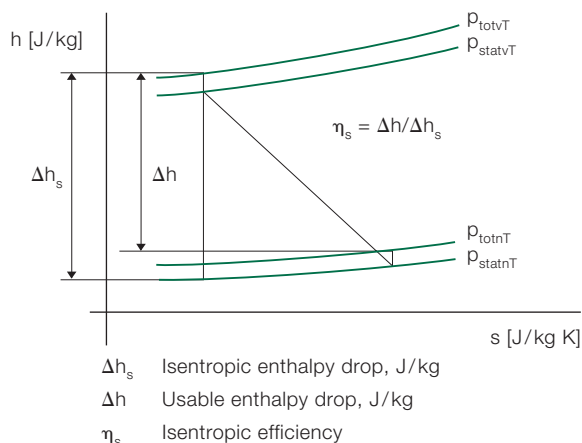 h [J/kg]
p_totvT
p_statvT
η_s = Δh/Δh_s
Δh_s
Δh
p_totnT
p_statnT
s [J/kg K]
Δh_s Isentropic enthalpy drop, J/kg
Δh Usable enthalpy drop, J/kg
η_s Isentropic efficiency